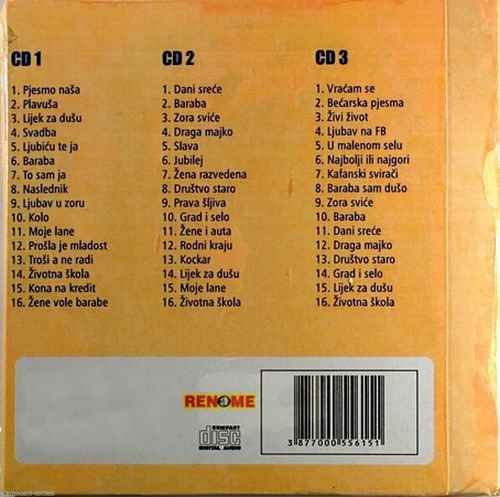 CD 1
1. Pjesmo naša
2. Plavuša
3. Lijek za dušu
4. Svadba
5. Ljubiću te ja
6. Baraba
7. To sam ja
8. Naslednik
9. Ljubav u zoru
10. Kolo
11. Moje lane
12. Prošla je mladost
13. Troši a ne radi
14. Životna škola
15. Kona na kredit
16. Žene vole barabe
CD 2
1. Dani sreće
2. Baraba
3. Zora sviće
4. Draga majko
5. Slava
6. Jubilej
7. Žena razvedena
8. Društvo staro
9. Prava šljiva
10. Grad i selo
11. Žene i auta
12. Rodni kraju
13. Kockar
14. Lijek za dušu
15. Moje lane
16. Životna škola
CD 3
1. Vraćam se
2. Bećarska pjesma
3. Živi život
4. Ljubav na FB
5. U malenom selu
6. Najbolji ili najgori
7. Kafanski svirači
8. Baraba sam dušo
9. Zora sviće
10. Baraba
11. Dani sreće
12. Draga majko
13. Društvo staro
14. Grad i selo
15. Lijek za dušu
16. Životna škola
RENOME
COMPACT
disc
DIGITAL AUDIO
3 877000 556151